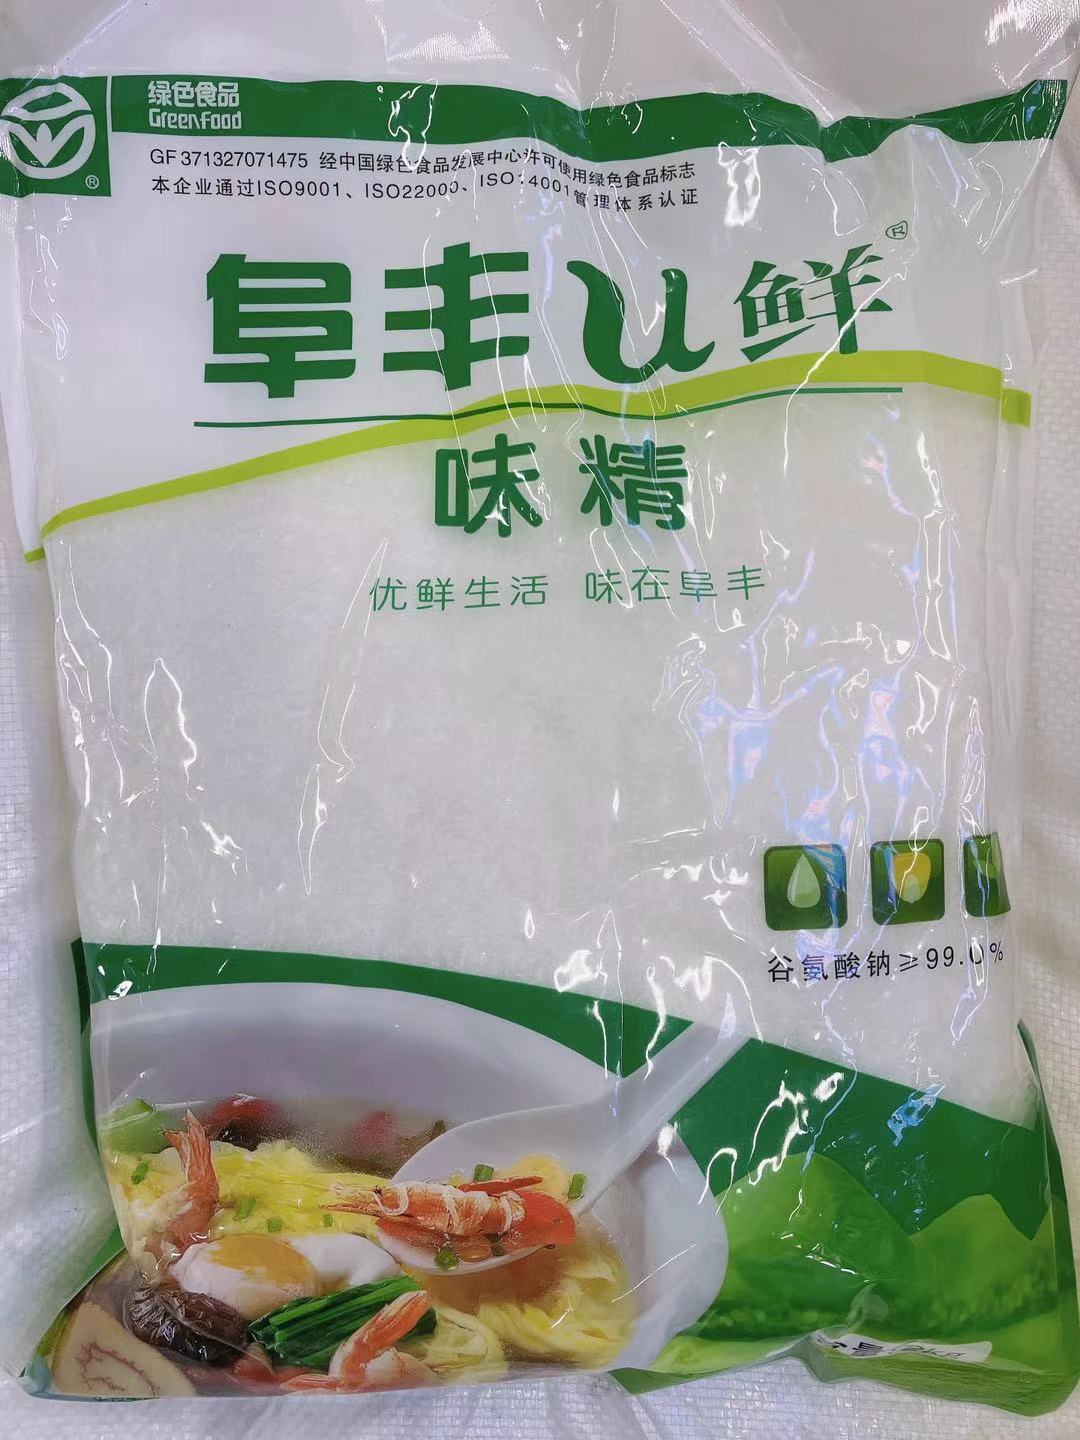 绿色食品
Greenfood
®
GF371327071475 经中国绿色食品发展中心许可使用绿色食品标志
本企业通过ISO9001、ISO22000、ISO14001管理体系认证
阜丰u鲜®
味精
优鲜生活 味在阜丰
谷氨酸钠≥99.0%